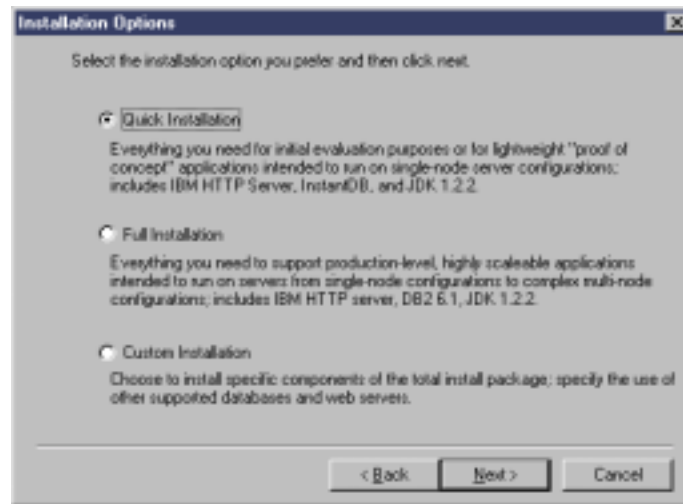 Installation Options
Select the installation option you prefer and then click next.
Quick Installation
Everything you need for initial evaluation purposes or for lightweight "proof of
concept" applications intended to run on single-node server configurations;
includes IBM HTTP Server, InstantDB, and JDK 1.2.2.
Full Installation
Everything you need to support production-level, highly scaleable applications
intended to run on servers from single-node configurations to complex multi-node
configurations; includes IBM HTTP server, DB2 6.1, JDK 1.2.2
Custom Installation
Choose to install specific components of the total install package; specify the use of
other supported databases and web servers.
< Back
Next >
Cancel